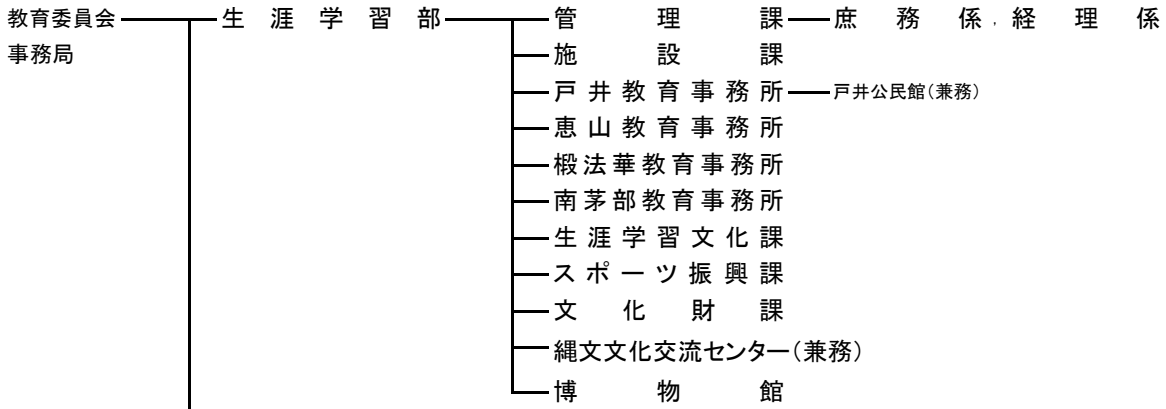 教育委員会 生涯学習部 管理課 庶務係，経理係
事務局 施設課
戸井教育事務所 戸井公民館（兼務）
恵山教育事務所
椴法華教育事務所
南茅部教育事務所
生涯学習文化課
スポーツ振興課
文化財課
縄文文化交流センター（兼務）
博物館